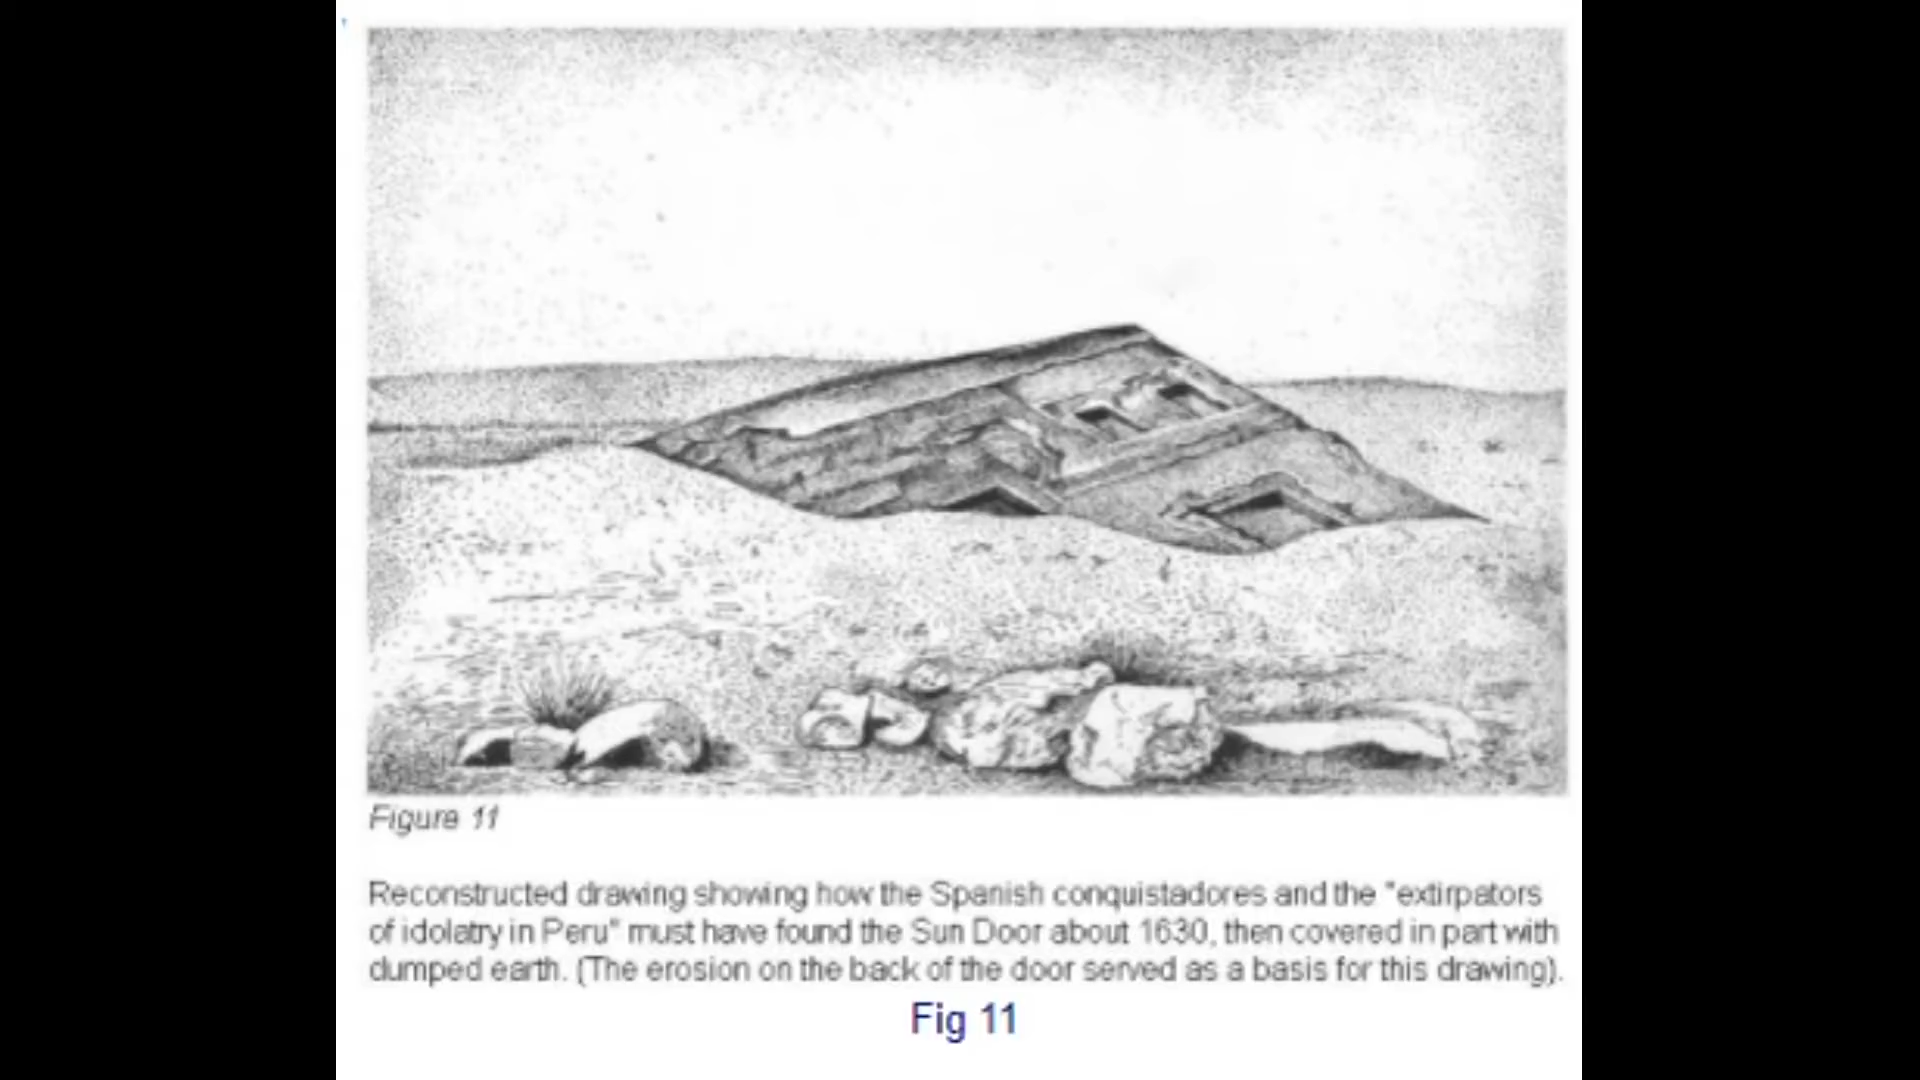 Figure 11
Reconstructed drawing showing how the Spanish conquistadores and the "extirpators
of idolatry in Peru" must have found the Sun Door about 1630, then covered in part with
dumped earth. (The erosion on the back of the door served as a basis for this drawing).
Fig 11